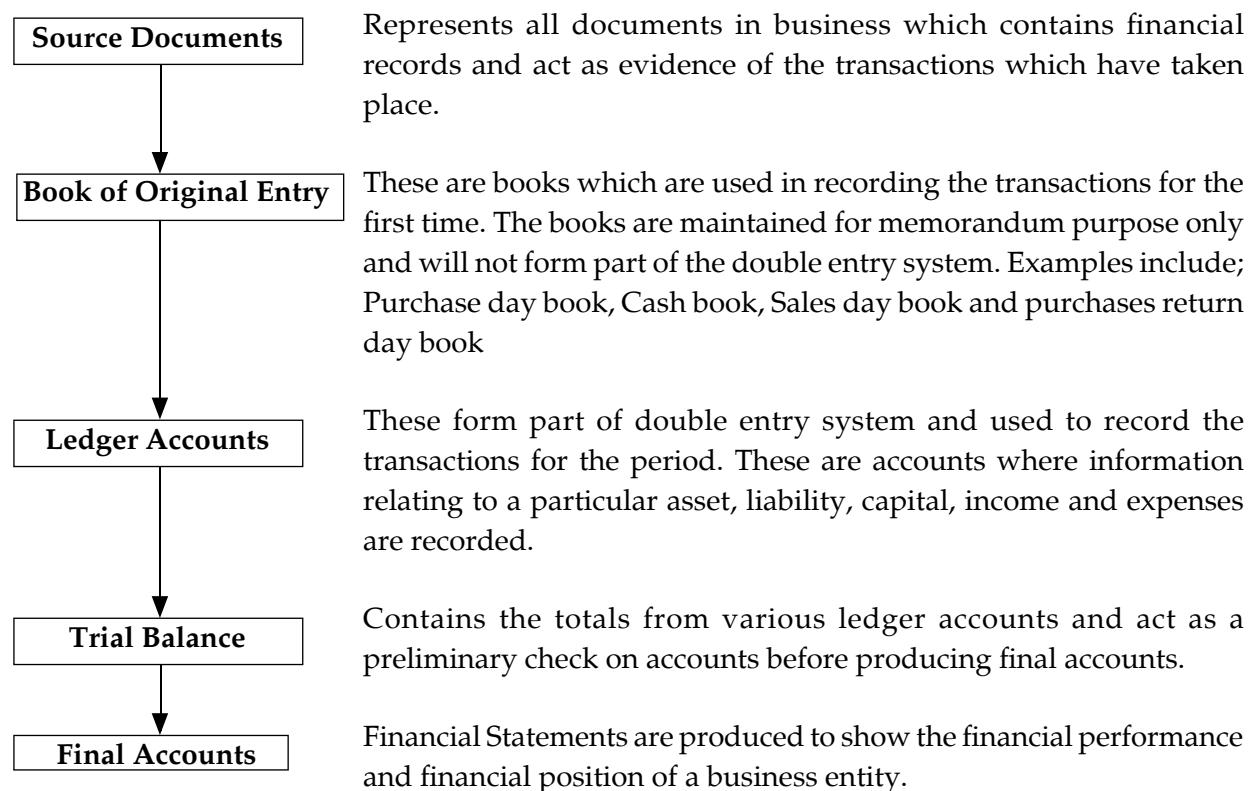 Source Documents
Represents all documents in business which contains financial
records and act as evidence of the transactions which have taken
place.
Book of Original Entry
These are books which are used in recording the transactions for the
first time. The books are maintained for memorandum purpose only
and will not form part of the double entry system. Examples include;
Purchase day book, Cash book, Sales day book and purchases return
day book
Ledger Accounts
These form part of double entry system and used to record the
transactions for the period. These are accounts where information
relating to a particular asset, liability, capital, income and expenses
are recorded.
Trial Balance
Contains the totals from various ledger accounts and act as a
preliminary check on accounts before producing final accounts.
Final Accounts
Financial Statements are produced to show the financial performance
and financial position of a business entity.